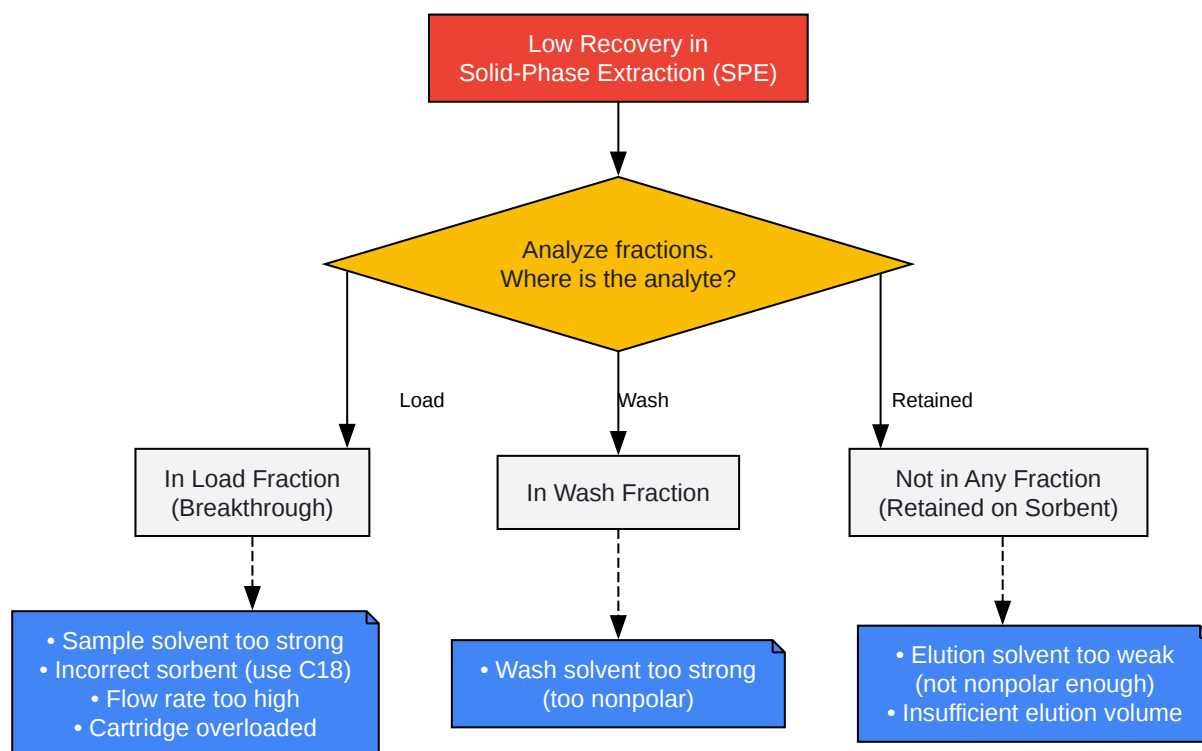 Low Recovery in
Solid-Phase Extraction (SPE)
Analyze fractions.
Where is the analyte?
Load
Wash
Retained
In Load Fraction
(Breakthrough)
In Wash Fraction
Not in Any Fraction
(Retained on Sorbent)
• Sample solvent too strong
• Incorrect sorbent (use C18)
• Flow rate too high
• Cartridge overloaded
• Wash solvent too strong
(too nonpolar)
• Elution solvent too weak
(not nonpolar enough)
• Insufficient elution volume